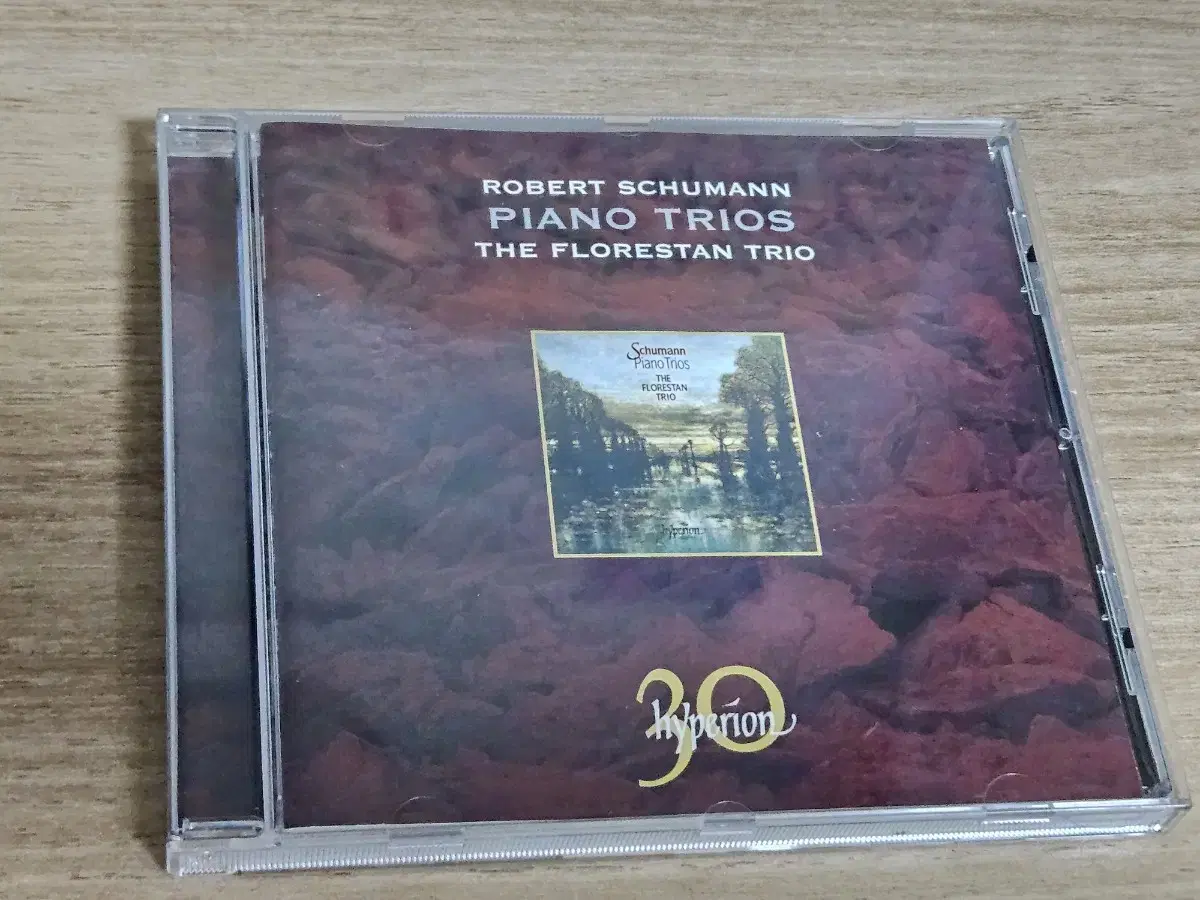 ROBERT SCHUMANN
PIANO TRIOS
THE FLORESTAN TRIO
Schumann
Piano Trios
THE
FLORESTAN
TRIO
hyperion
30
hyperion